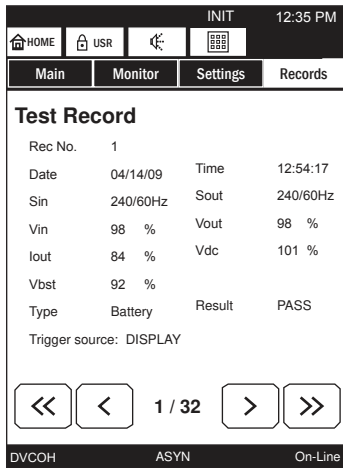 INIT 12:35 PM
HOME USR
Main Monitor Settings Records
Test Record
Rec No. 1
Date 04/14/09 Time 12:54:17
Sin 240/60Hz Sout 240/60Hz
Vin 98 % Vout 98 %
Iout 84 % Vdc 101 %
Vbst 92 %
Type Battery Result PASS
Trigger source: DISPLAY
1 / 32
DVCOH ASYN On-Line